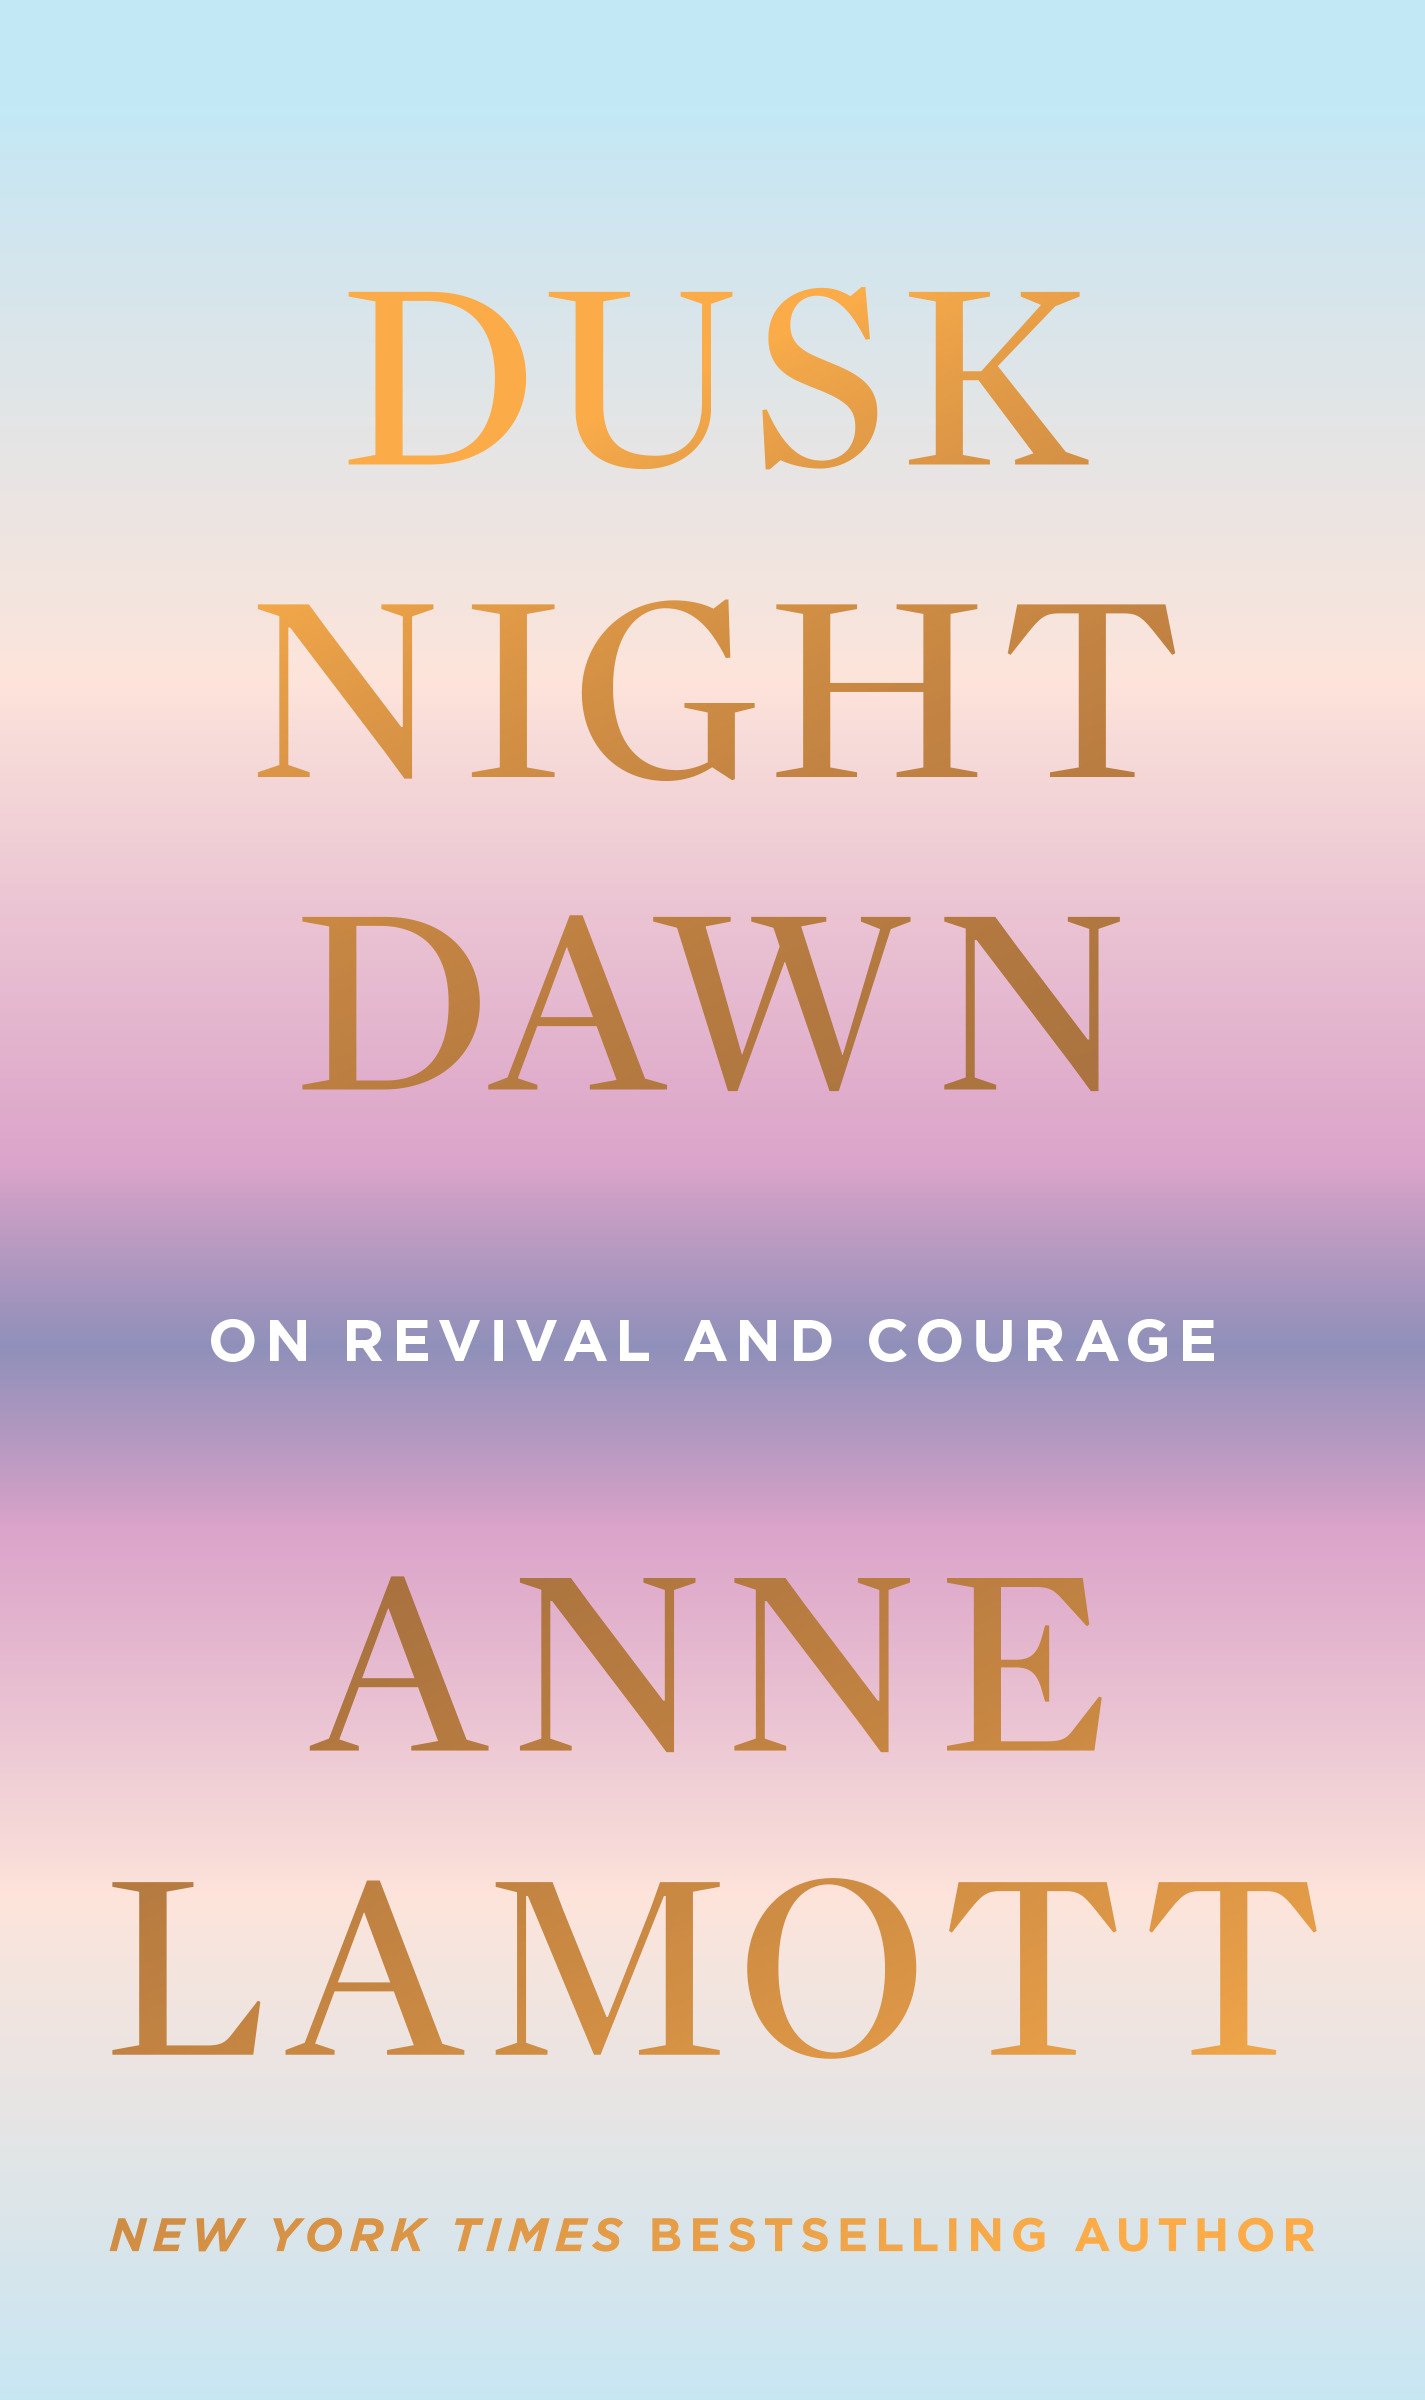 DUSK
NIGHT
DAWN
ON REVIVAL AND COURAGE
ANNE
LAMOTT
NEW YORK TIMES BESTSELLING AUTHOR